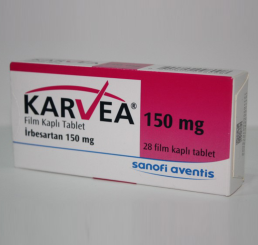 KARVEA®
Film Kaplı Tablet
İrbesartan 150 mg
150 mg
28 film kaplı tablet
sanofi aventis